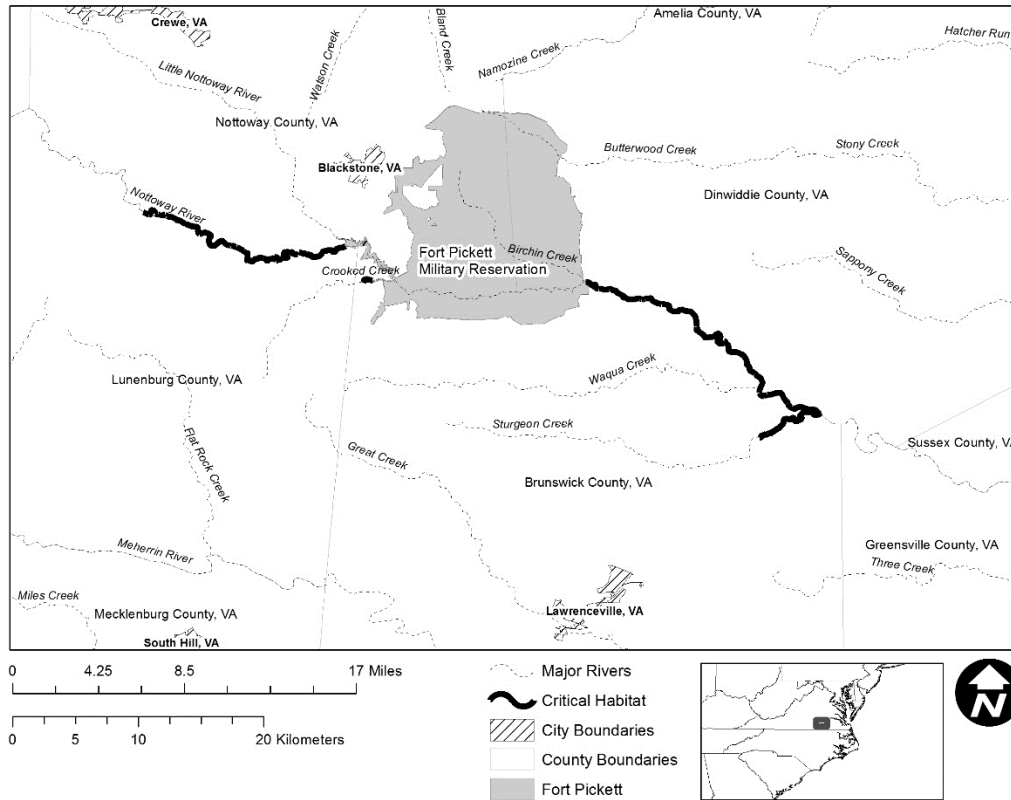 Crewe, VA
Bland Creek
Amelia County, VA
Hatcher Run
Watson Creek
Namozine Creek
Little Nottoway River
Nottoway County, VA
Butterwood Creek
Stony Creek
Blackstone, VA
Dinwiddie County, VA
Nottoway River
Fort Pickett
Military Reservation
Birchin Creek
Crooked Creek
Sappony Creek
Waqua Creek
Lunenburg County, VA
Sturgeon Creek
Flat Rock Creek
Great Creek
Sussex County, VA
Brunswick County, VA
Meherrin River
Greensville County, VA
Three Creek
Miles Creek
Mecklenburg County, VA
Lawrenceville, VA
South Hill, VA
0 4.25 8.5 17 Miles
0 5 10 20 Kilometers
Major Rivers
Critical Habitat
City Boundaries
County Boundaries
Fort Pickett
N